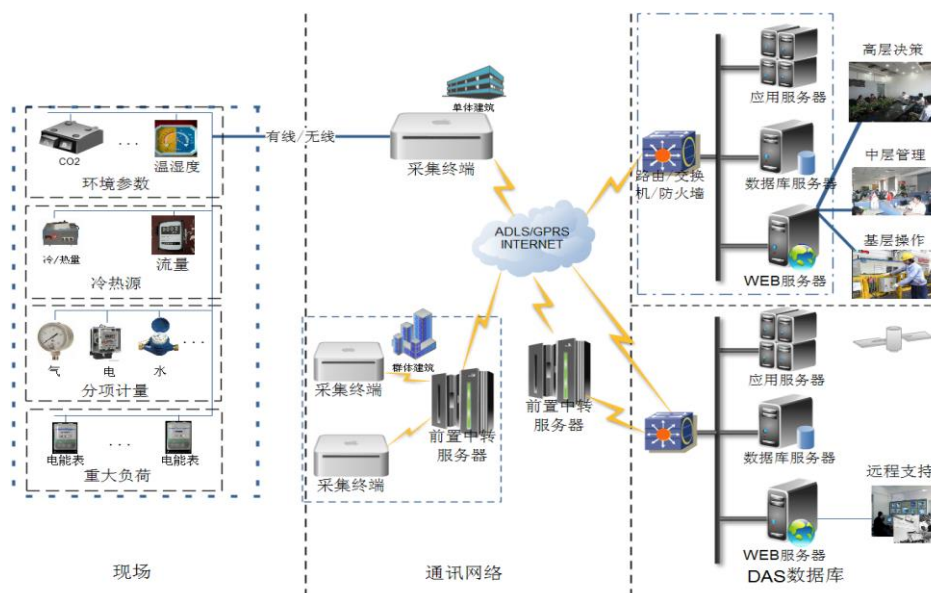 CO2
...
温湿度
环境参数
冷/热量
流量
冷热源
气
电
水
...
分项计量
电能表
...
电能表
重大负荷
现场
有线/无线
单体建筑
采集终端
ADLS/GPRS
INTERNET
群体建筑
采集终端
采集终端
前置中转
服务器
前置中转
服务器
通讯网络
路由/交换
机/防火墙
应用服务器
数据库服务器
WEB服务器
高层决策
中层管理
基层操作
应用服务器
数据库服务器
WEB服务器
远程支持
DAS数据库